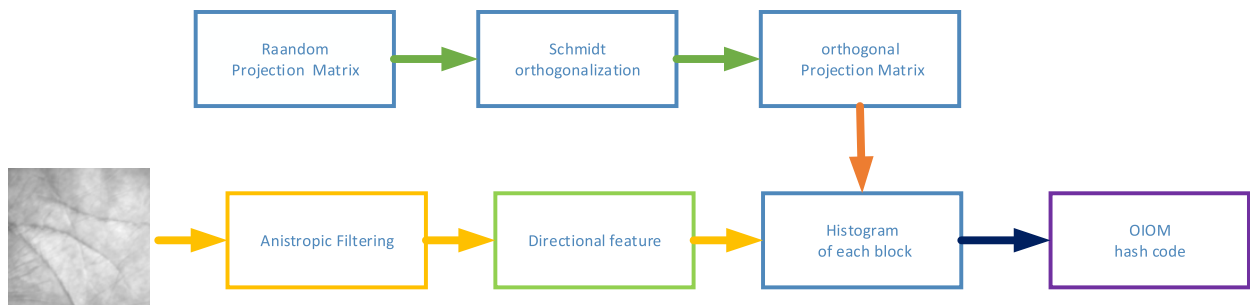 Raandom
Projection Matrix
Schmidt
orthogonalization
orthogonal
Projection Matrix
Anistropic Filtering
Directional feature
Histogram
of each block
OIOM
hash code